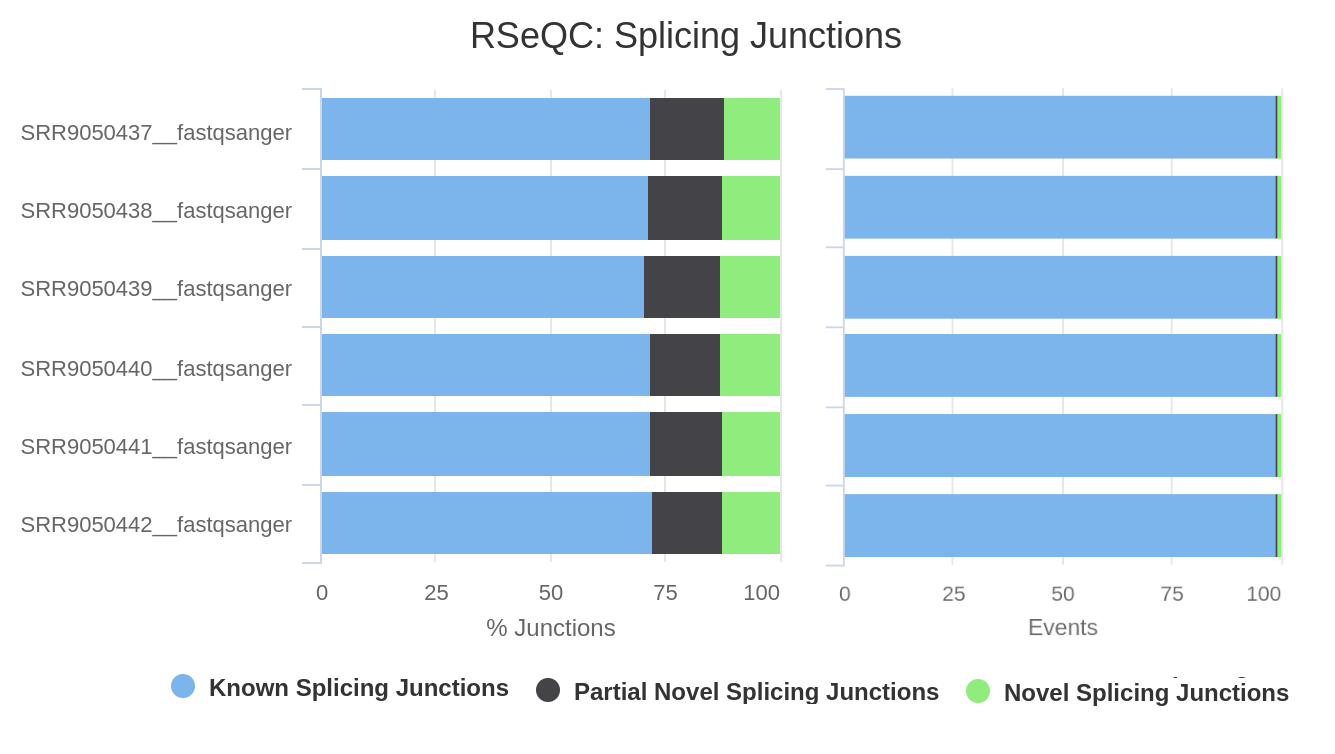 RSeQC: Splicing Junctions
SRR9050437__fastqsanger
SRR9050438__fastqsanger
SRR9050439__fastqsanger
SRR9050440__fastqsanger
SRR9050441__fastqsanger
SRR9050442__fastqsanger
0 25 50 75 100
% Junctions
0 25 50 75 100
Events
Known Splicing Junctions
Partial Novel Splicing Junctions
Novel Splicing Junctions